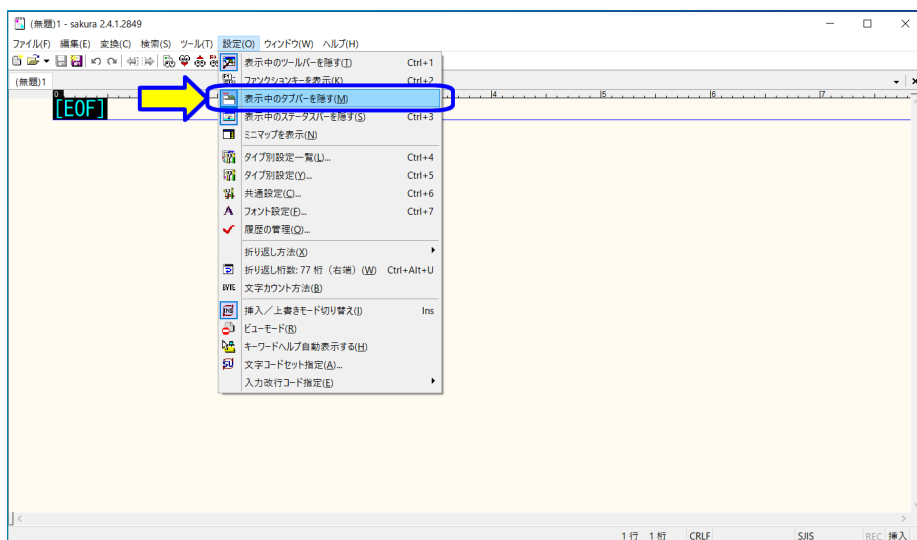 (無題)1 - sakura 2.4.1.2849
ファイル(F) 編集(E) 変換(C) 検索(S) ツール(T) 設定(O) ウィンドウ(W) ヘルプ(H)
(無題)1
表示中のツールバーを隠す(T) Ctrl+1
ファンクションキーを表示(K) Ctrl+2
表示中のタブバーを隠す(M)
表示中のステータスバーを隠す(S) Ctrl+3
ミニマップを表示(N)
タイプ別設定一覧(L)... Ctrl+4
タイプ別設定(Y)... Ctrl+5
共通設定(C)... Ctrl+6
フォント設定(F)... Ctrl+7
履歴の管理(O)...
折り返し方法(X)
折り返し桁数: 77 桁（右端）(W) Ctrl+Alt+U
BYTE 文字カウント方法(B)
挿入／上書きモード切り替え(I) Ins
ビューモード(R)
キーワードヘルプ自動表示する(H)
文字コードセット指定(A)...
入力改行コード指定(E)
0 4 5 6 7
[EOF]
1 行 1 桁 CRLF SJIS REC 挿入